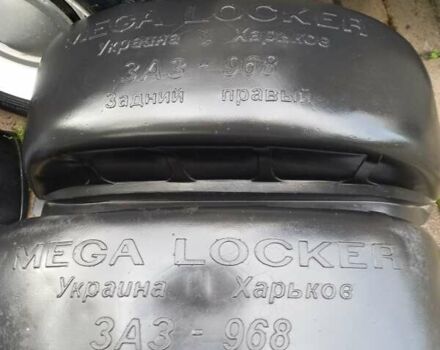 MEGA LOCKER
Украина Харьков
ЗАЗ - 968
Задний правый
MEGA LOCKER
Украина Харьков
ЗАЗ - 968